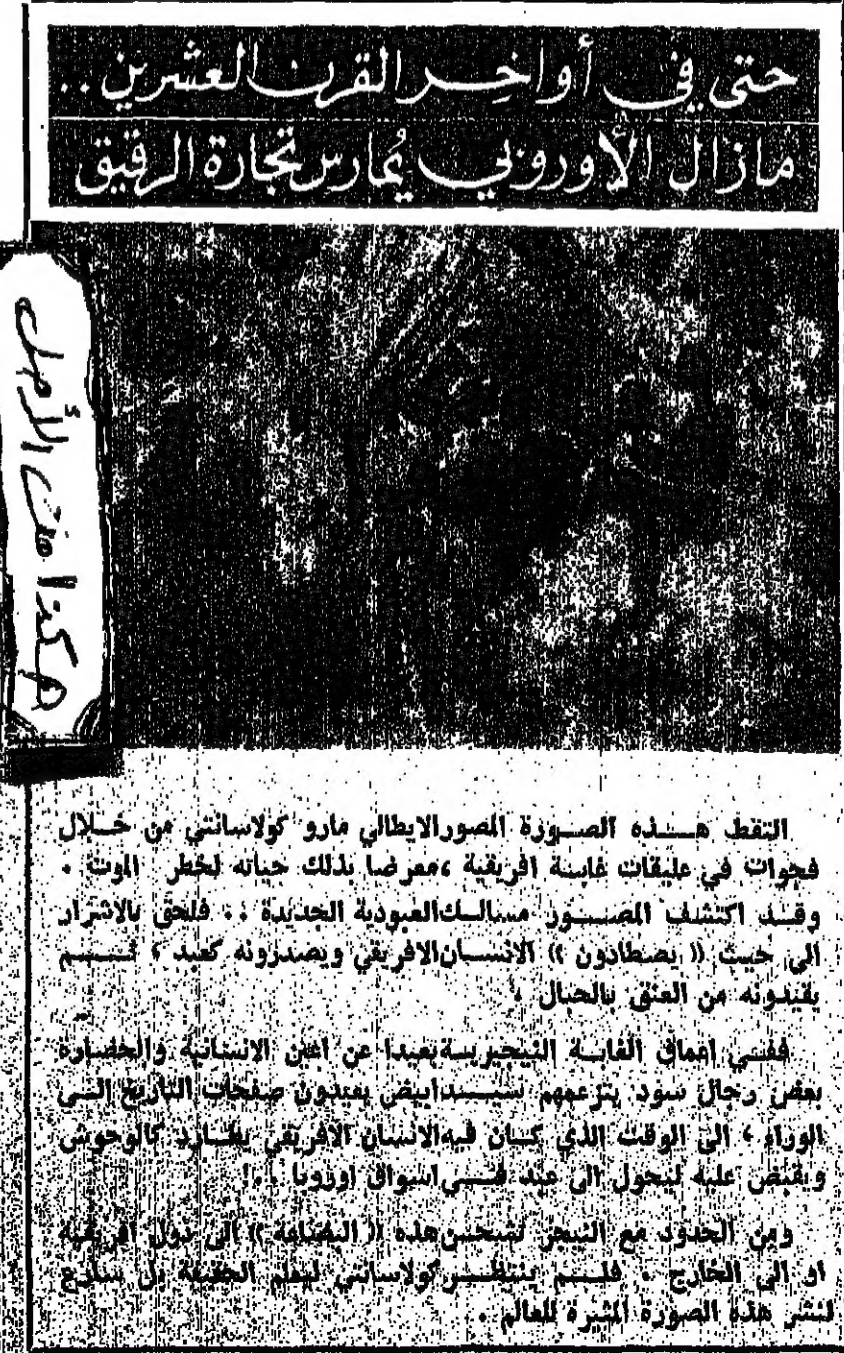 حتى في أواخر القرن العشرين ..
مازال الأوروبي يُمارس تجارة الرقيق
هكذا من الأصل
التقط هذه الصورة المصور الايطالي مارو كولاسانتي من خلال
فجوات في عليقات غابة افريقية ، معرضا بذلك حياته لخطر الموت .
وقد اكتشف المصور مسالك العبودية الجديدة .. فلحق بالاشرار
الى حيث (( يصطادون )) الانسان الافريقي ويصدرونه كعبد ، ثم
يقيدونه من العنق بالحبال .
ففي اعماق الغابة النيجيرية بعيدا عن اعين الانسانية والحضارة
بعض رجال سود يتزعمهم سيد ابيض يعيدون صفحات التاريخ الى
الوراء ، الى الوقت الذي كان فيه الانسان الافريقي يطارد كالوحوش
ويقبض عليه ليحول الى عبد في اسواق اوروبا ..!
ومن الحدود مع النيجر تشحن هذه (( البضاعة )) الى دول افريقية
او الى الخارج . فلم ينتظر كولاسانتي ليعلم الحقيقة بل سارع
لنشر هذه الصورة المثيرة للعالم .